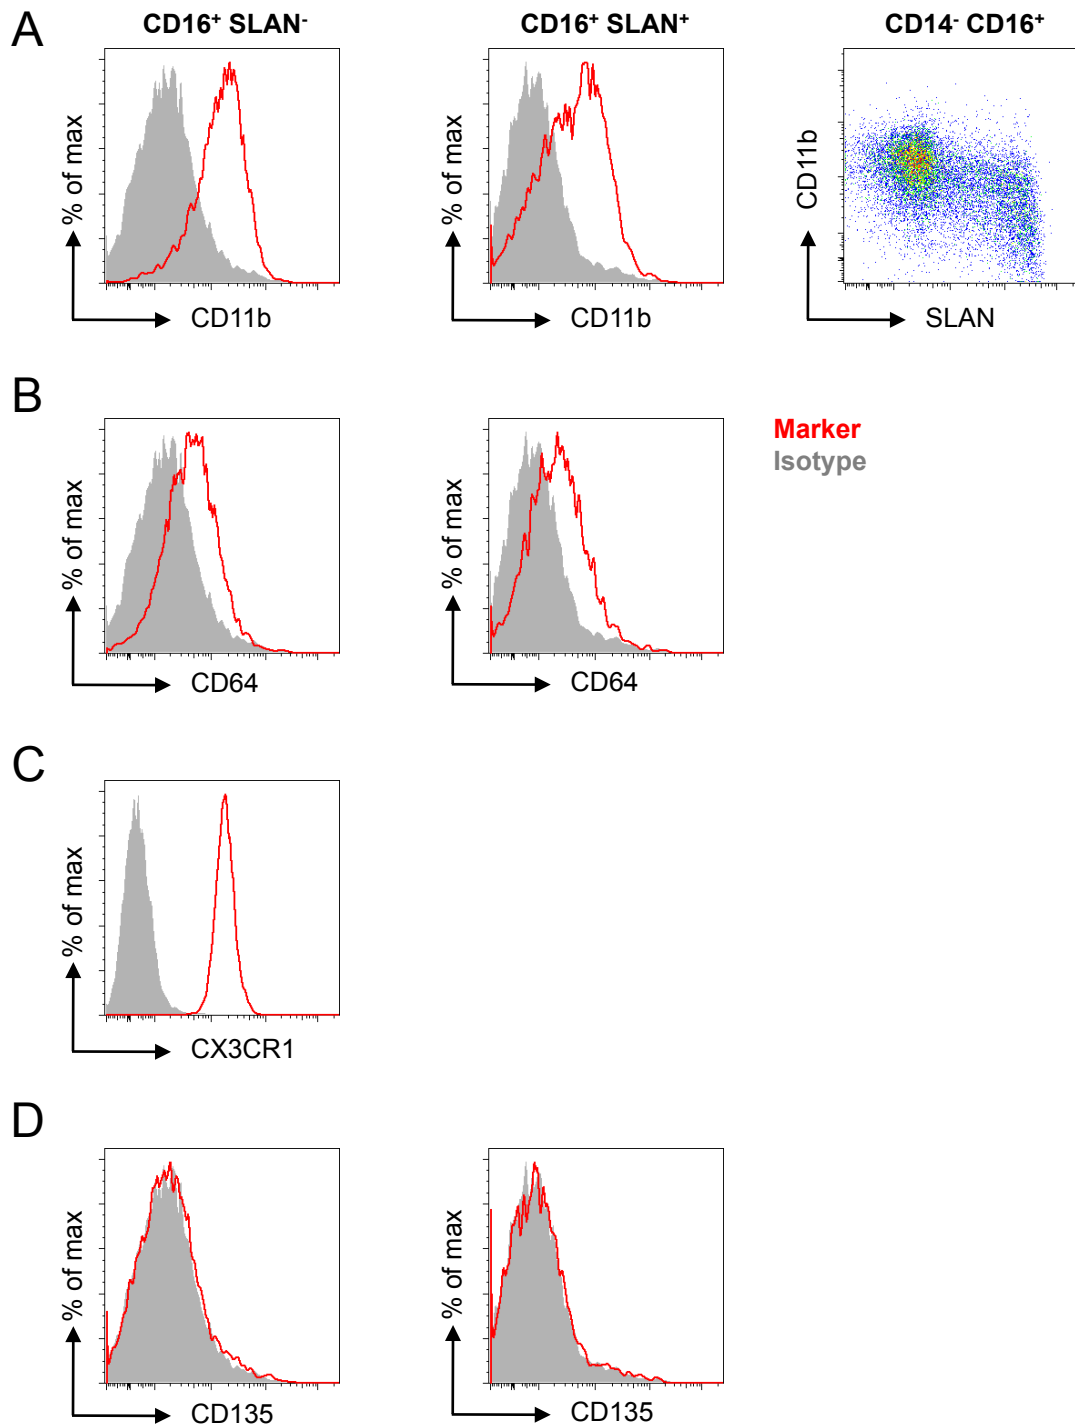 A
CD16⁺ SLAN⁻
CD16⁺ SLAN⁺
CD14⁻ CD16⁺
% of max
CD11b
% of max
CD11b
CD11b
SLAN
B
% of max
CD64
% of max
CD64
Marker
Isotype
C
% of max
CX3CR1
D
% of max
CD135
% of max
CD135